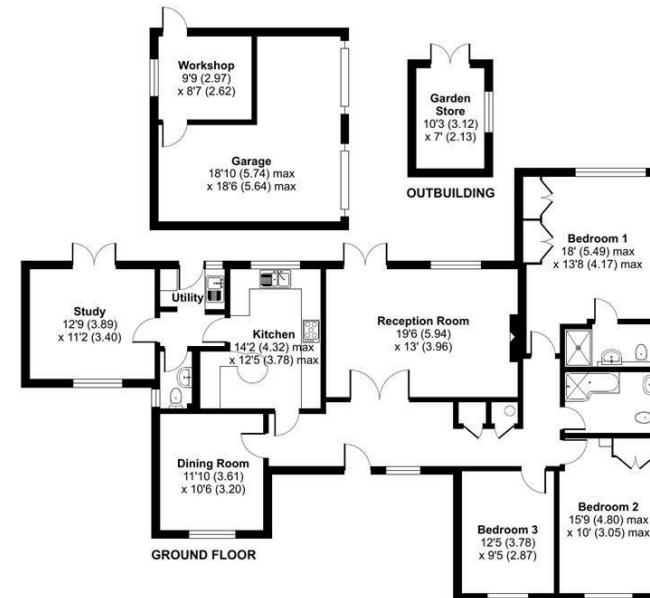 Workshop
9'9 (2.97)
x 8'7 (2.62)
Garage
18'10 (5.74) max
x 18'6 (5.64) max
Garden
Store
10'3 (3.12)
x 7' (2.13)
OUTBUILDING
Bedroom 1
18' (5.49) max
x 13'8 (4.17) max
Study
12'9 (3.89)
x 11'2 (3.40)
Utility
Kitchen
14'2 (4.32) max
x 12'5 (3.78) max
Reception Room
19'6 (5.94)
x 13' (3.96)
Dining Room
11'10 (3.61)
x 10'6 (3.20)
Bedroom 3
12'5 (3.78)
x 9'5 (2.87)
Bedroom 2
15'9 (4.80) max
x 10' (3.05) max
GROUND FLOOR